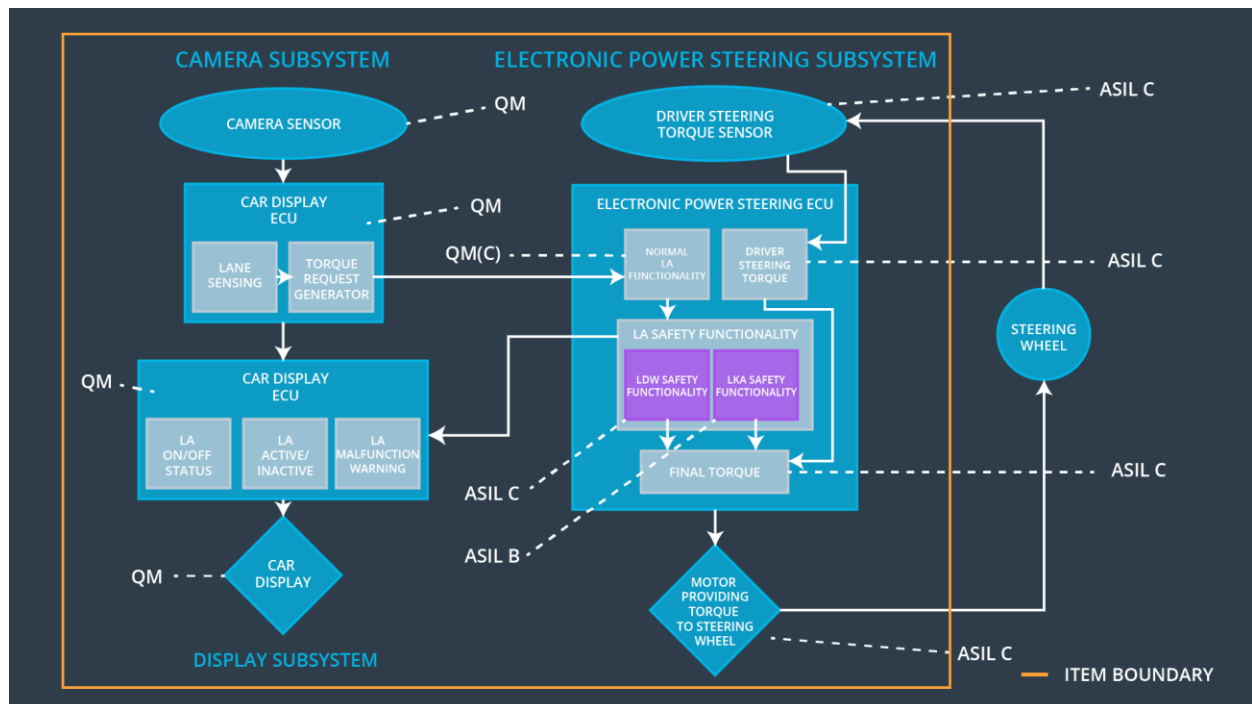 CAMERA SUBSYSTEM
ELECTRONIC POWER STEERING SUBSYSTEM
CAMERA SENSOR
QM
DRIVER STEERING
TORQUE SENSOR
ASIL C
CAR DISPLAY
ECU
QM
LANE
SENSING
TORQUE
REQUEST
GENERATOR
ELECTRONIC POWER STEERING ECU
QM(C)
NORMAL
LA
FUNCTIONALITY
DRIVER
STEERING
TORQUE
ASIL C
LA SAFETY FUNCTIONALITY
LDW SAFETY
FUNCTIONALITY
LKA SAFETY
FUNCTIONALITY
STEERING
WHEEL
QM
CAR DISPLAY
ECU
LA
ON/OFF
STATUS
LA
ACTIVE/
INACTIVE
LA
MALFUNCTION
WARNING
FINAL TORQUE
ASIL C
ASIL C
ASIL B
QM
CAR
DISPLAY
MOTOR
PROVIDING
TORQUE
TO STEERING
WHEEL
ASIL C
DISPLAY SUBSYSTEM
ITEM BOUNDARY